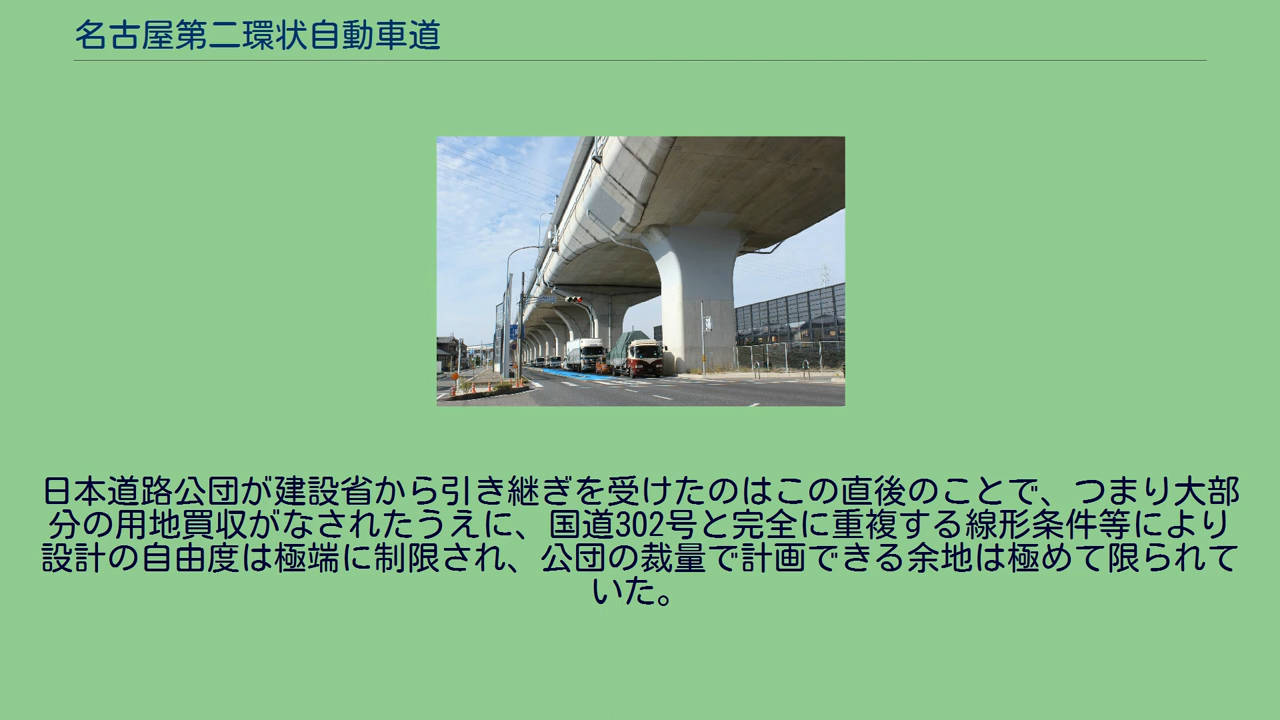 名古屋第二環状自動車道
日本道路公団が建設省から引き継ぎを受けたのはこの直後のことで、つまり大部
分の用地買収がなされたうえに、国道302号と完全に重複する線形条件等により
設計の自由度は極端に制限され、公団の裁量で計画できる余地は極めて限られて
いた。